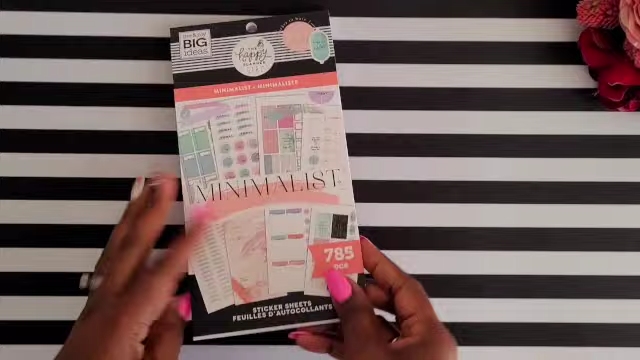 me & my
BIG
ideas
THE
happy
PLANNER
MINIMALIST • MINIMALISTE
MINIMALIST
785
PCS
STICKER SHEETS
FEUILLES D'AUTOCOLLANTS